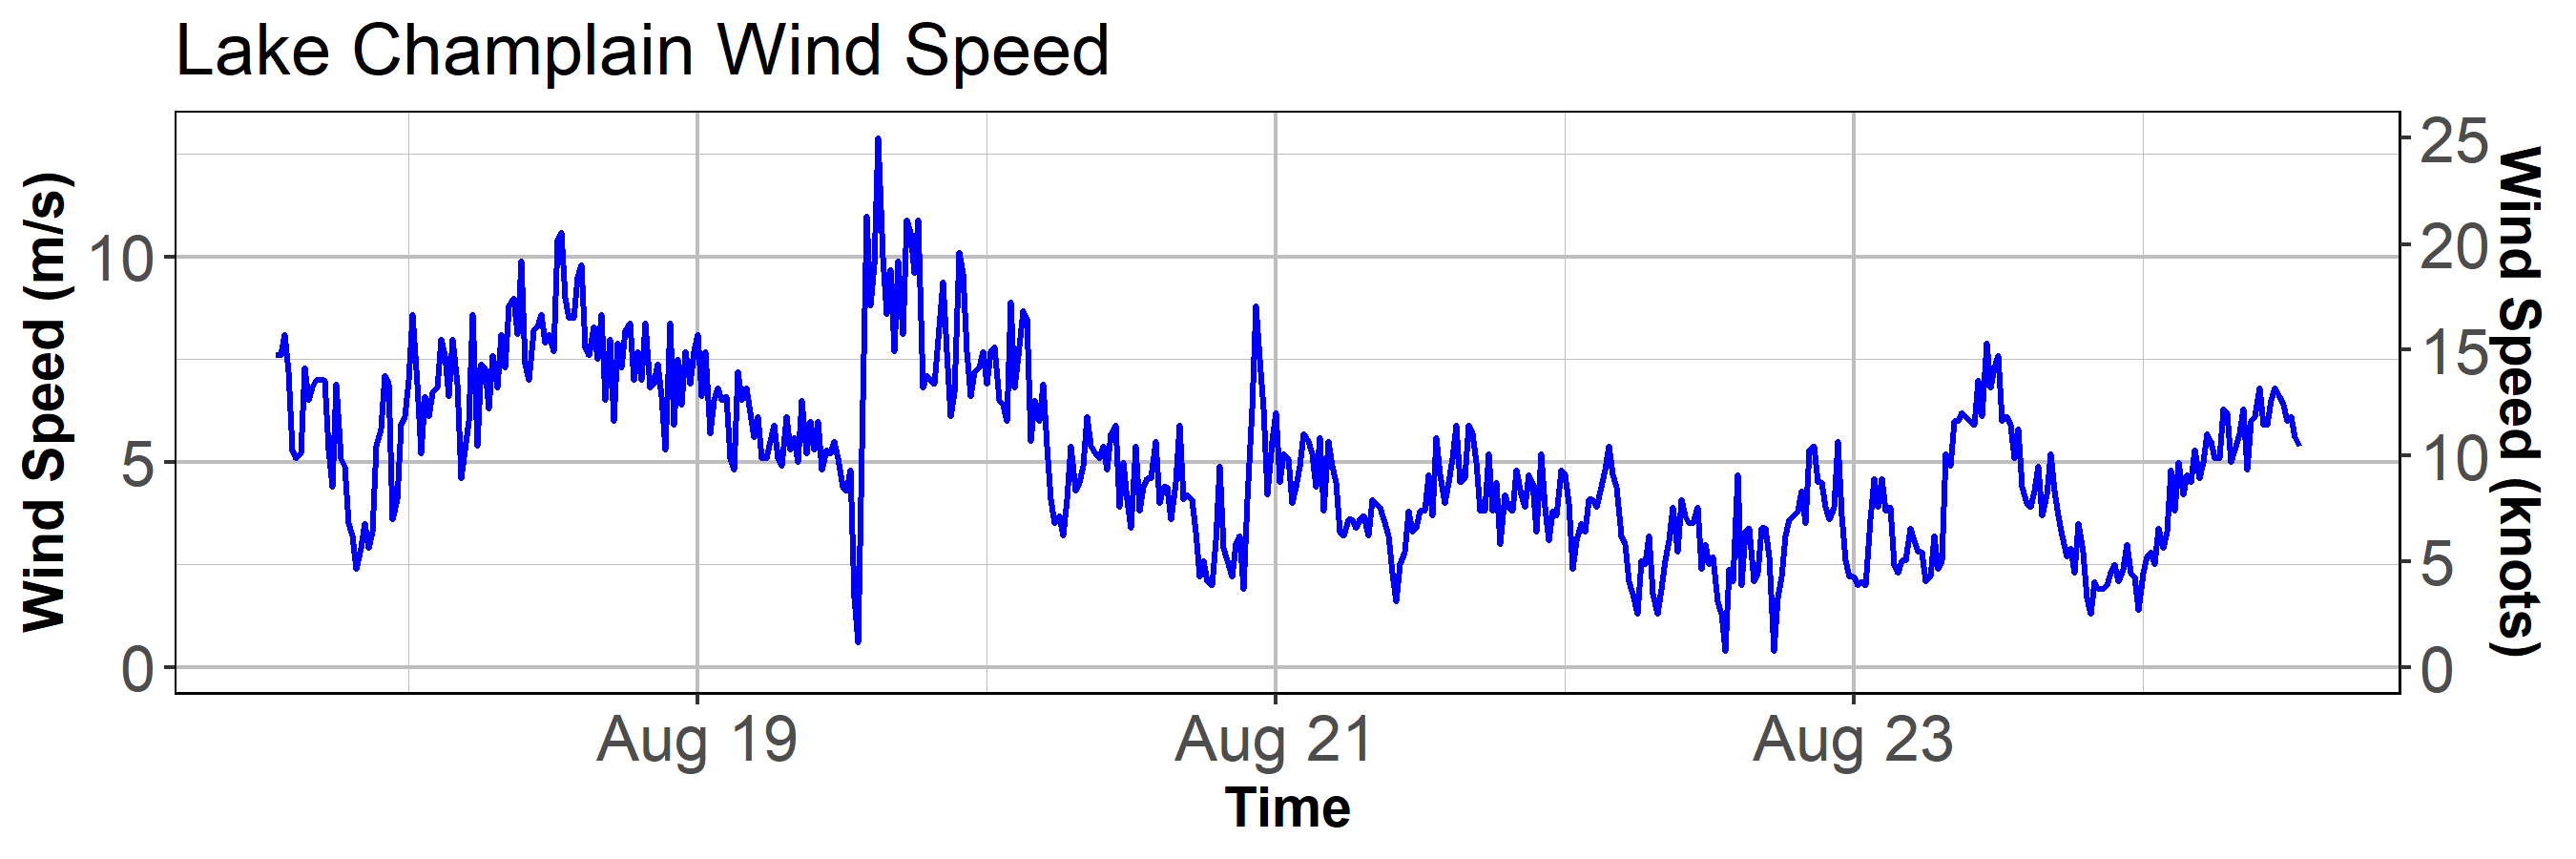 Lake Champlain Wind Speed
Wind Speed (m/s)
10
5
0
25
20
15
10
5
0
Wind Speed (knots)
Aug 19
Aug 21
Aug 23
Time